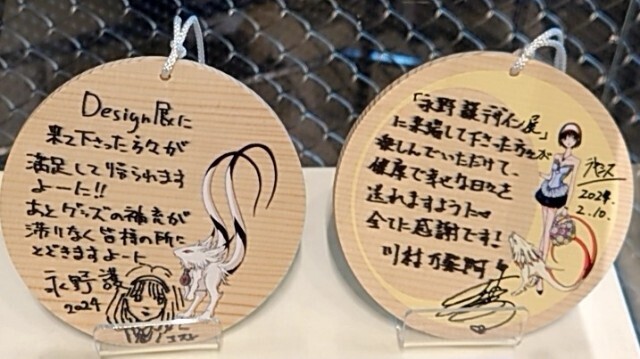 Design展に
来て下さった方々が
満足して帰られます
よーに!!
あとグッズの補充が
滞りなく皆様の所に
とどきますよーに
永野護
2024
「永野護デザイン展」
に来場して下さった方々が
楽しんでいただけて、
健康で幸せな日々を
送れますように
全てに感謝です!
川村万梨阿
2024.
2.10.